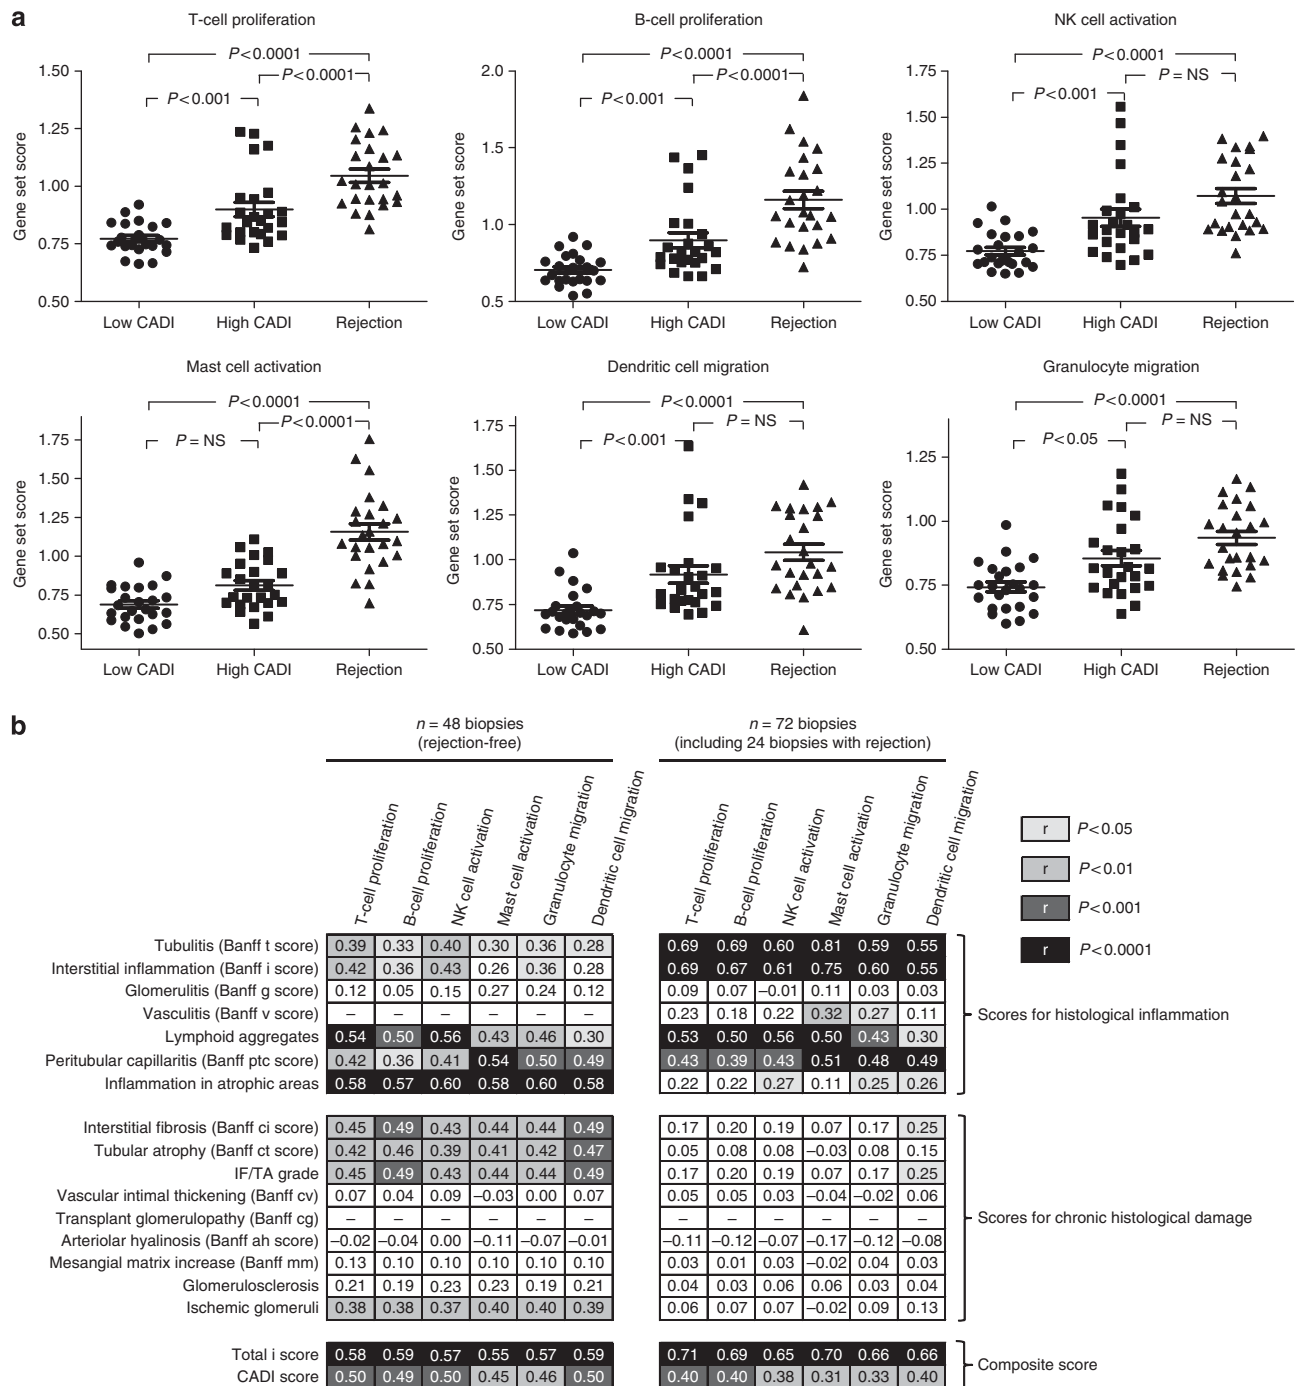 a
T-cell proliferation
B-cell proliferation
NK cell activation
P<0.0001
P<0.0001
P<0.001
1.50
1.25
1.00
0.75
0.50
Gene set score
Low CADI
High CADI
Rejection
P<0.0001
P<0.0001
P<0.001
2.0
1.5
1.0
0.5
Gene set score
Low CADI
High CADI
Rejection
P<0.0001
P = NS
P<0.001
1.75
1.50
1.25
1.00
0.75
0.50
Gene set score
Low CADI
High CADI
Rejection
Mast cell activation
Dendritic cell migration
Granulocyte migration
P<0.0001
P<0.0001
P = NS
1.75
1.50
1.25
1.00
0.75
0.50
Gene set score
Low CADI
High CADI
Rejection
P<0.0001
P = NS
P<0.001
1.75
1.50
1.25
1.00
0.75
0.50
Gene set score
Low CADI
High CADI
Rejection
P<0.0001
P = NS
P<0.05
1.25
1.00
0.75
0.50
Gene set score
Low CADI
High CADI
Rejection
b
n = 48 biopsies
(rejection-free)
n = 72 biopsies
(including 24 biopsies with rejection)
T-cell proliferation
B-cell proliferation
NK cell activation
Mast cell activation
Granulocyte migration
Dendritic cell migration
T-cell proliferation
B-cell proliferation
NK cell activation
Mast cell activation
Granulocyte migration
Dendritic cell migration
r P<0.05
r P<0.01
r P<0.001
r P<0.0001
Tubulitis (Banff t score) 0.39 0.33 0.40 0.30 0.36 0.28 0.69 0.69 0.60 0.81 0.59 0.55
Interstitial inflammation (Banff i score) 0.42 0.36 0.43 0.26 0.36 0.28 0.69 0.67 0.61 0.75 0.60 0.55
Glomerulitis (Banff g score) 0.12 0.05 0.15 0.27 0.24 0.12 0.09 0.07 −0.01 0.11 0.03 0.03
Vasculitis (Banff v score) – – – – – – 0.23 0.18 0.22 0.32 0.27 0.11
Scores for histological inflammation
Lymphoid aggregates 0.54 0.50 0.56 0.43 0.46 0.30 0.53 0.50 0.56 0.50 0.43 0.30
Peritubular capillaritis (Banff ptc score) 0.42 0.36 0.41 0.54 0.50 0.49 0.43 0.39 0.43 0.51 0.48 0.49
Inflammation in atrophic areas 0.58 0.57 0.60 0.58 0.60 0.58 0.22 0.22 0.27 0.11 0.25 0.26
Interstitial fibrosis (Banff ci score) 0.45 0.49 0.43 0.44 0.44 0.49 0.17 0.20 0.19 0.07 0.17 0.25
Tubular atrophy (Banff ct score) 0.42 0.46 0.39 0.41 0.42 0.47 0.05 0.08 0.08 −0.03 0.08 0.15
IF/TA grade 0.45 0.49 0.43 0.44 0.44 0.49 0.17 0.20 0.19 0.07 0.17 0.25
Vascular intimal thickening (Banff cv) 0.07 0.04 0.09 −0.03 0.00 0.07 0.05 0.05 0.03 −0.04 −0.02 0.06
Transplant glomerulopathy (Banff cg) – – – – – – – – – – – –
Scores for chronic histological damage
Arteriolar hyalinosis (Banff ah score) −0.02 −0.04 0.00 −0.11 −0.07 −0.01 −0.11 −0.12 −0.07 −0.17 −0.12 −0.08
Mesangial matrix increase (Banff mm) 0.13 0.10 0.10 0.10 0.10 0.10 0.03 0.01 0.03 −0.02 0.04 0.03
Glomerulosclerosis 0.21 0.19 0.23 0.23 0.19 0.21 0.04 0.03 0.06 0.06 0.03 0.04
Ischemic glomeruli 0.38 0.38 0.37 0.40 0.40 0.39 0.06 0.07 0.07 −0.02 0.09 0.13
Total i score 0.58 0.59 0.57 0.55 0.57 0.59 0.71 0.69 0.65 0.70 0.66 0.66
Composite score
CADI score 0.50 0.49 0.50 0.45 0.46 0.50 0.40 0.40 0.38 0.31 0.33 0.40